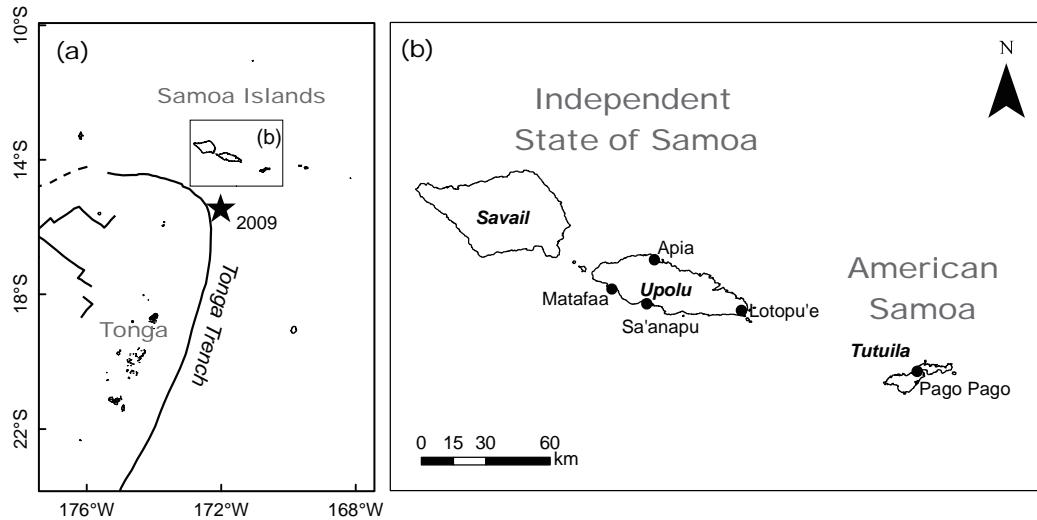 (a)
10°S
14°S
18°S
22°S
176°W
172°W
168°W
Samoa Islands
(b)
2009
Tonga Trench
Tonga
(b)
N
Independent
State of Samoa
Savail
Apia
Upolu
Matafaa
Sa'anapu
Lotopu'e
American
Samoa
Tutuila
Pago Pago
0 15 30 60
km